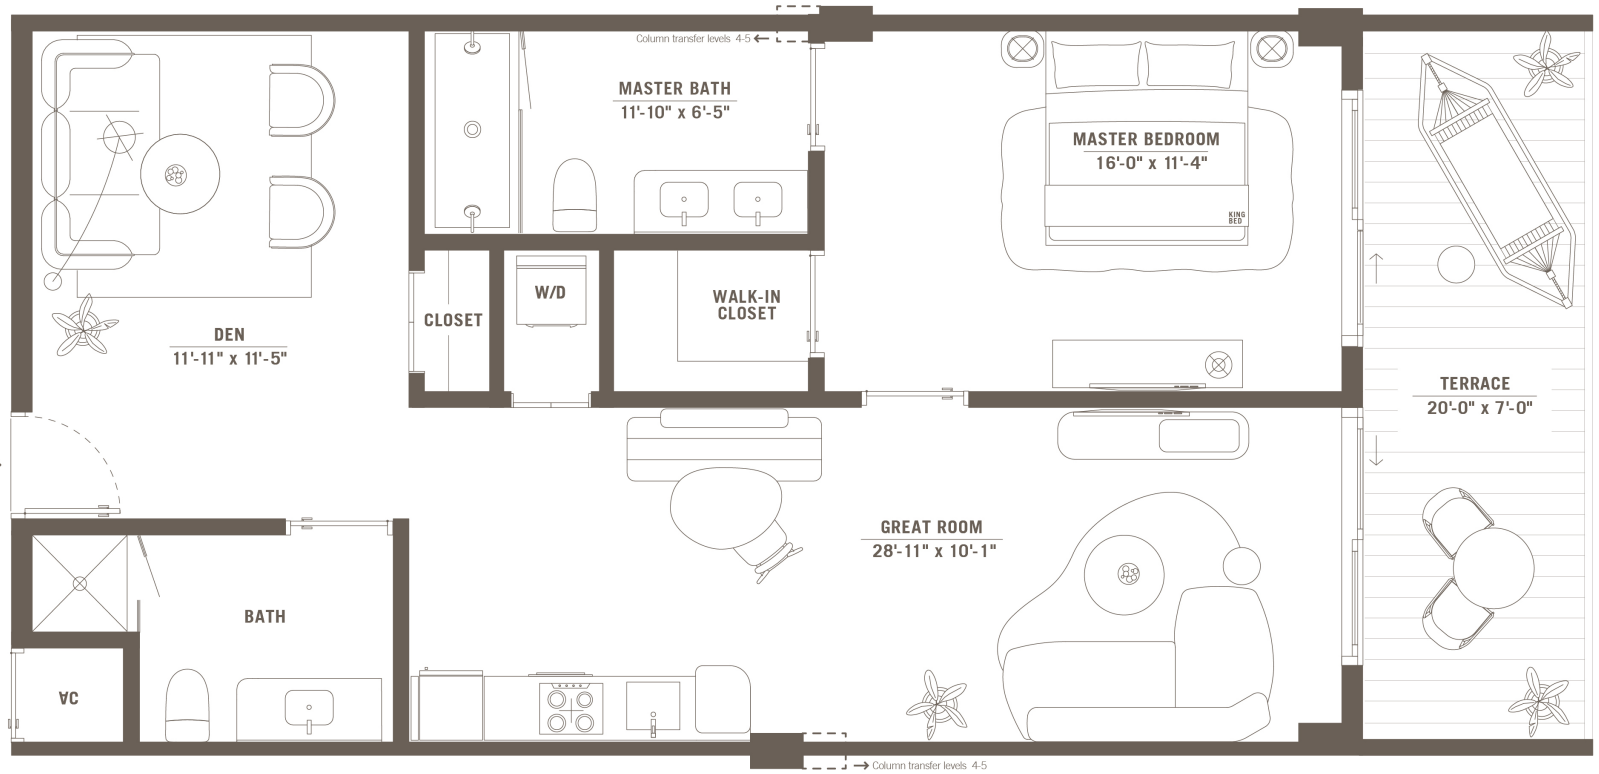 Column transfer levels 4-5
MASTER BATH
11'-10" x 6'-5"
MASTER BEDROOM
16'-0" x 11'-4"
KING
BED
W/D
WALK-IN
CLOSET
CLOSET
DEN
11'-11" x 11'-5"
TERRACE
20'-0" x 7'-0"
GREAT ROOM
28'-11" x 10'-1"
BATH
AC
Column transfer levels 4-5